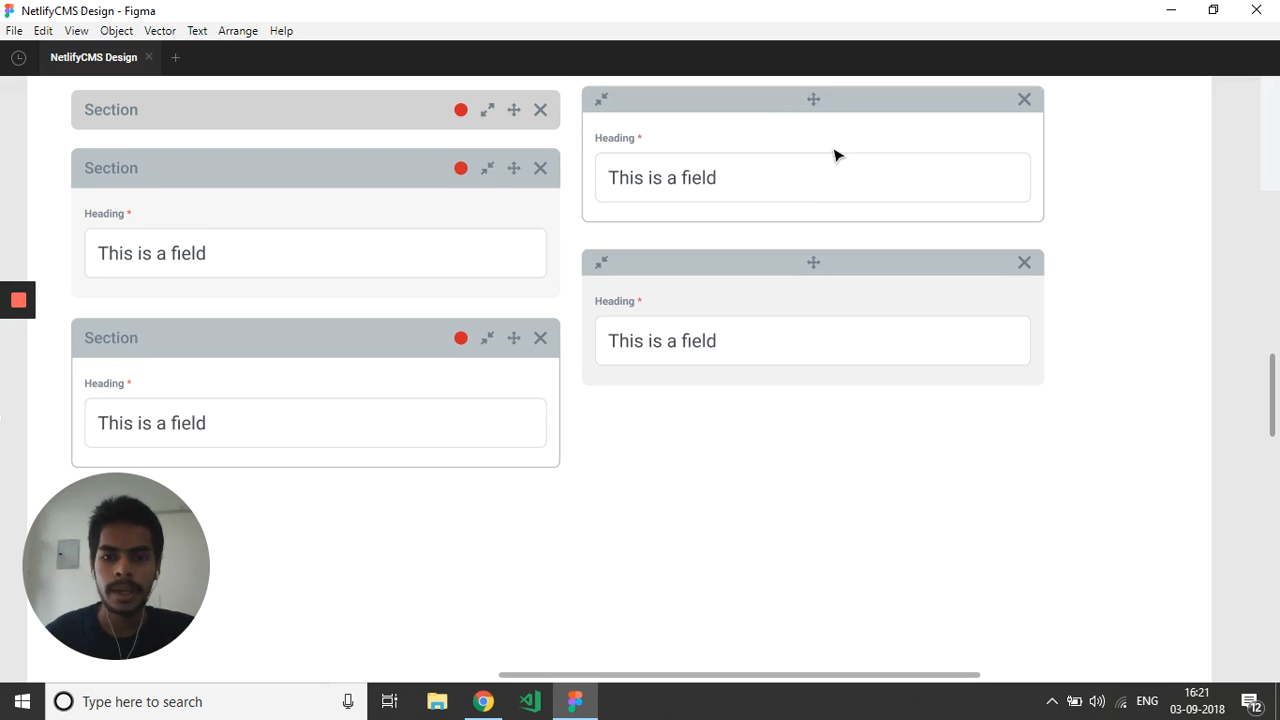 NetlifyCMS Design - Figma
File Edit View Object Vector Text Arrange Help
NetlifyCMS Design
Section
Section
Heading *
This is a field
Section
Heading *
This is a field
Heading *
This is a field
Heading *
This is a field
Type here to search
ENG
16:21
03-09-2018
12